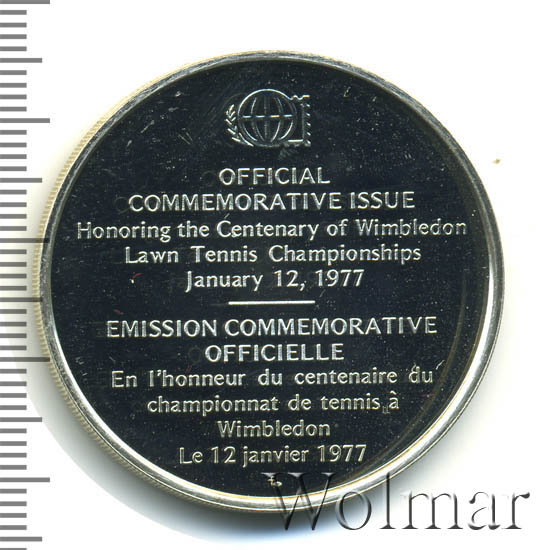 OFFICIAL
COMMEMORATIVE ISSUE
Honoring the Centenary of Wimbledon
Lawn Tennis Championships
January 12, 1977
EMISSION COMMEMORATIVE
OFFICIELLE
En l'honneur du centenaire du
championnat de tennis à
Wimbledon
Le 12 janvier 1977
Wolmar